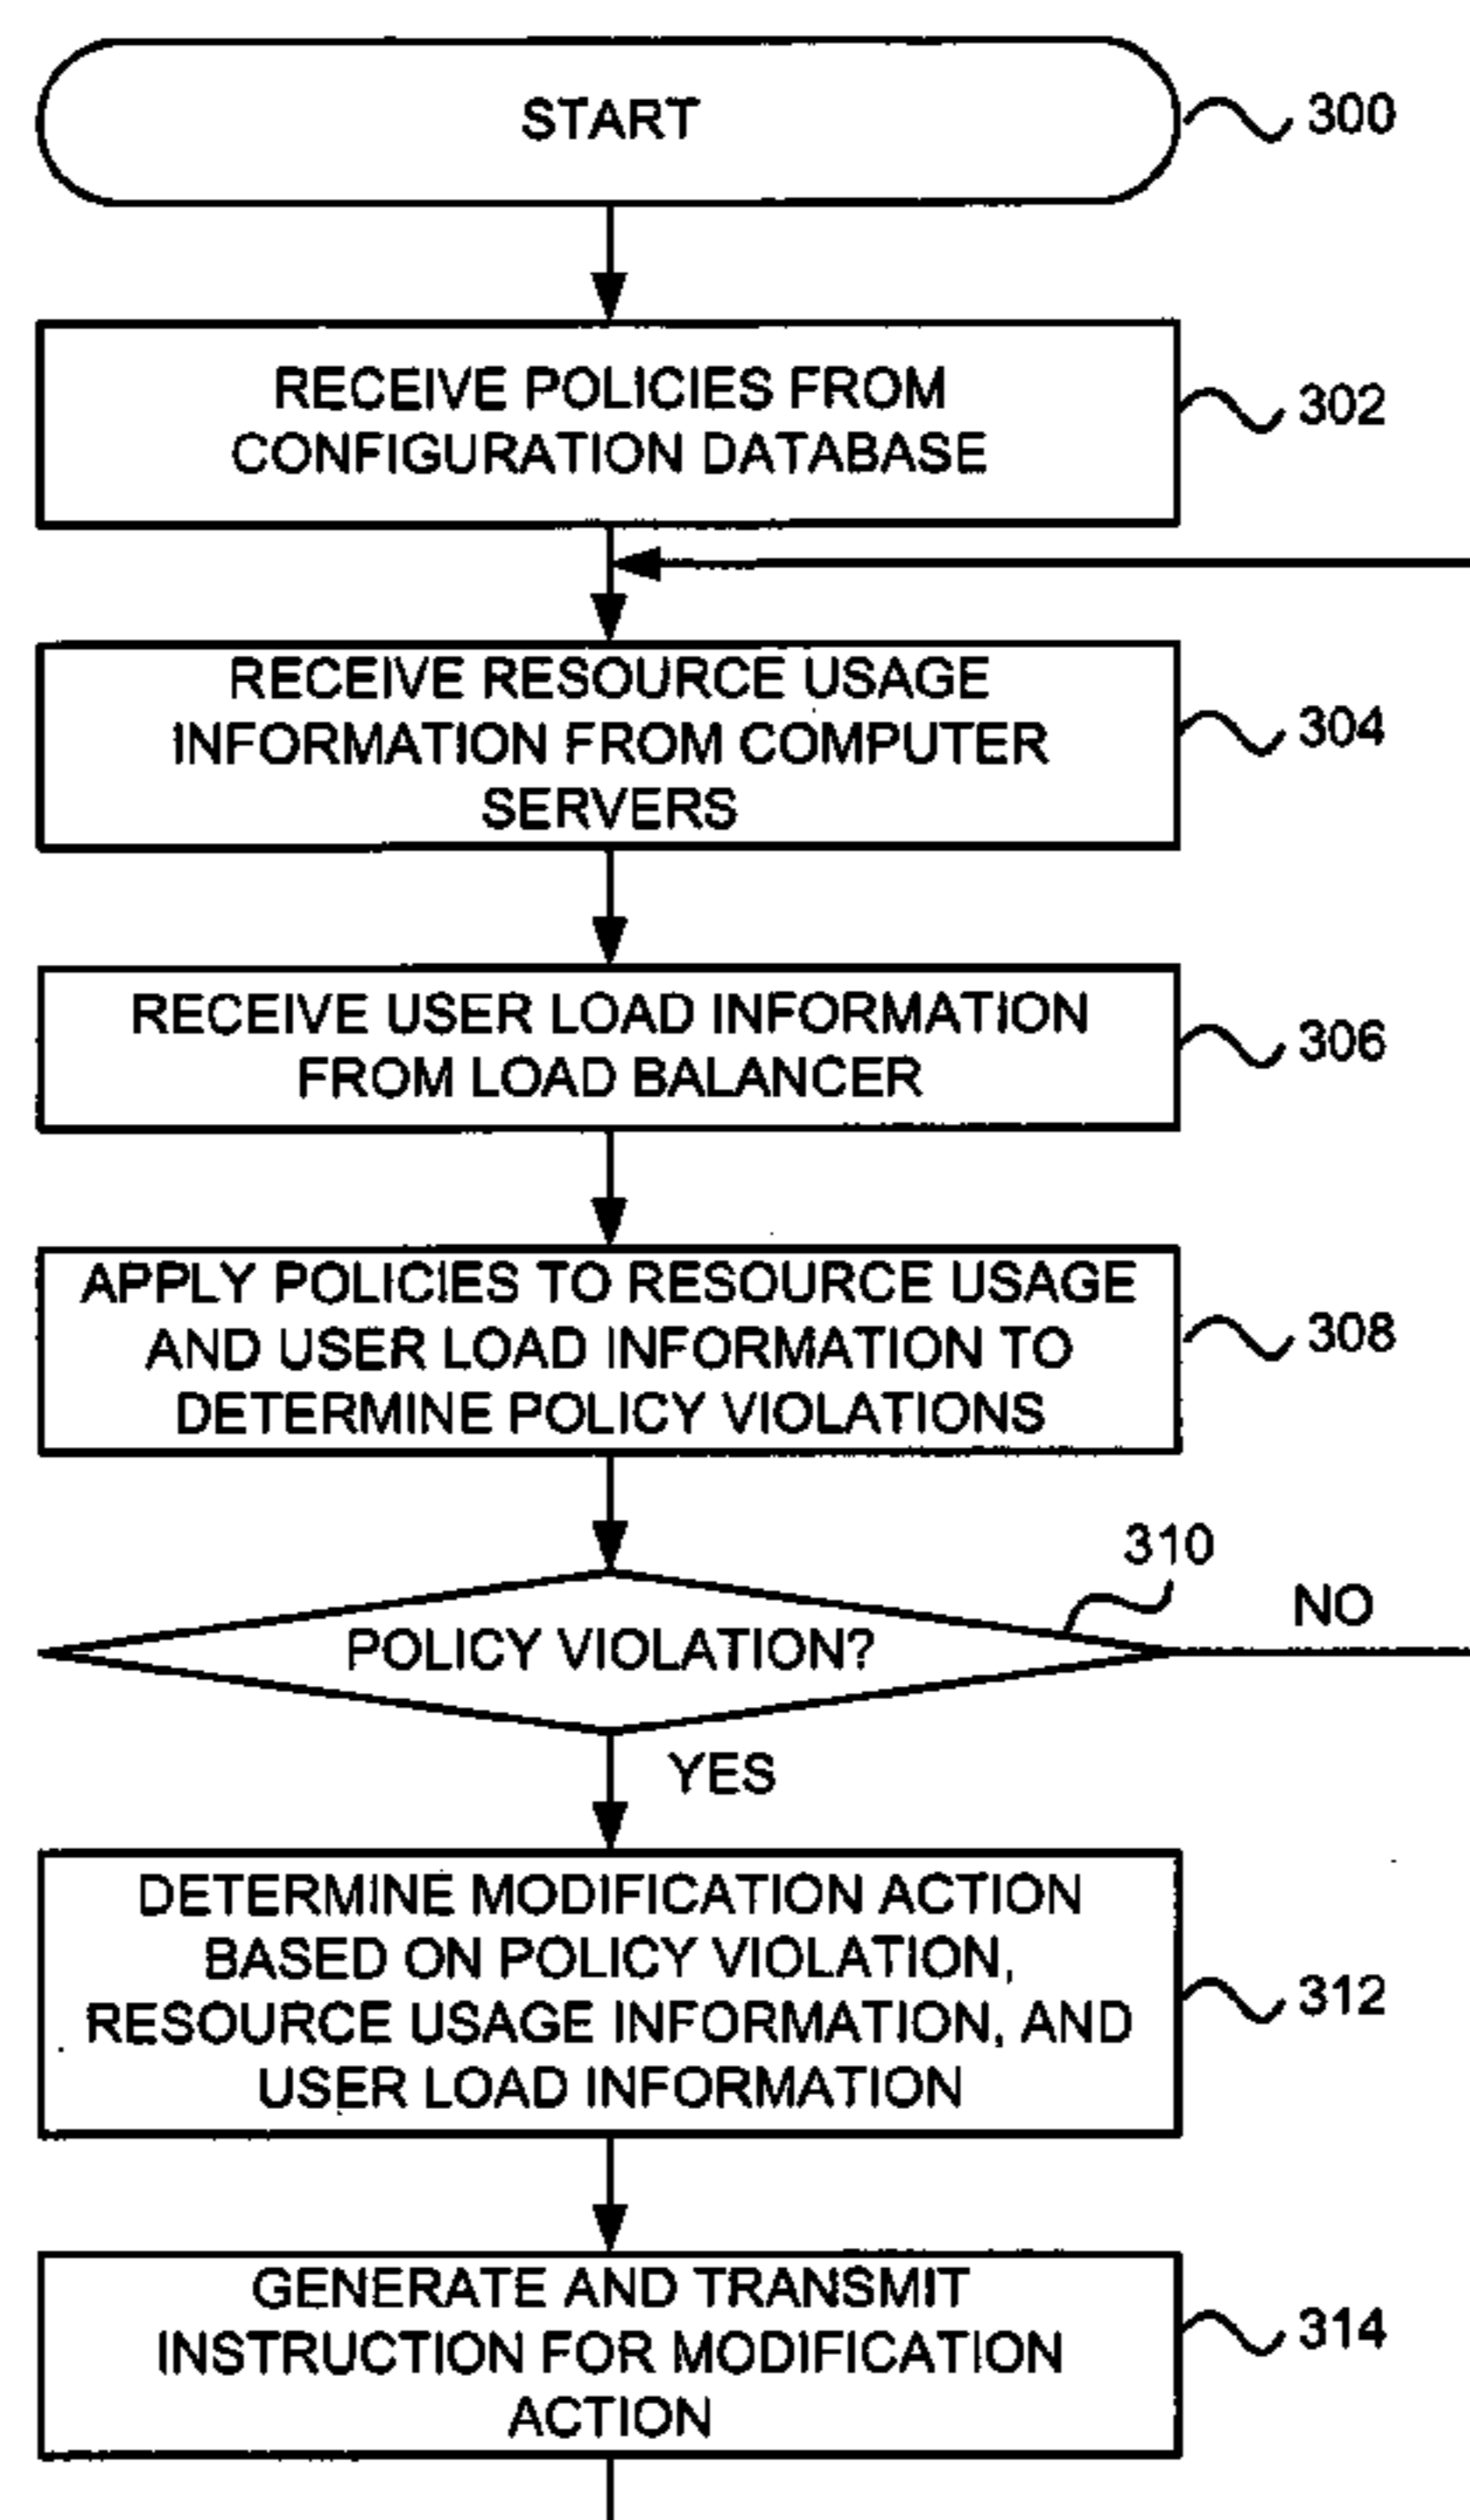 START
300
RECEIVE POLICIES FROM
CONFIGURATION DATABASE
302
RECEIVE RESOURCE USAGE
INFORMATION FROM COMPUTER
SERVERS
304
RECEIVE USER LOAD INFORMATION
FROM LOAD BALANCER
306
APPLY POLICIES TO RESOURCE USAGE
AND USER LOAD INFORMATION TO
DETERMINE POLICY VIOLATIONS
308
310
POLICY VIOLATION?
NO
YES
DETERMINE MODIFICATION ACTION
BASED ON POLICY VIOLATION,
RESOURCE USAGE INFORMATION, AND
USER LOAD INFORMATION
312
GENERATE AND TRANSMIT
INSTRUCTION FOR MODIFICATION
ACTION
314